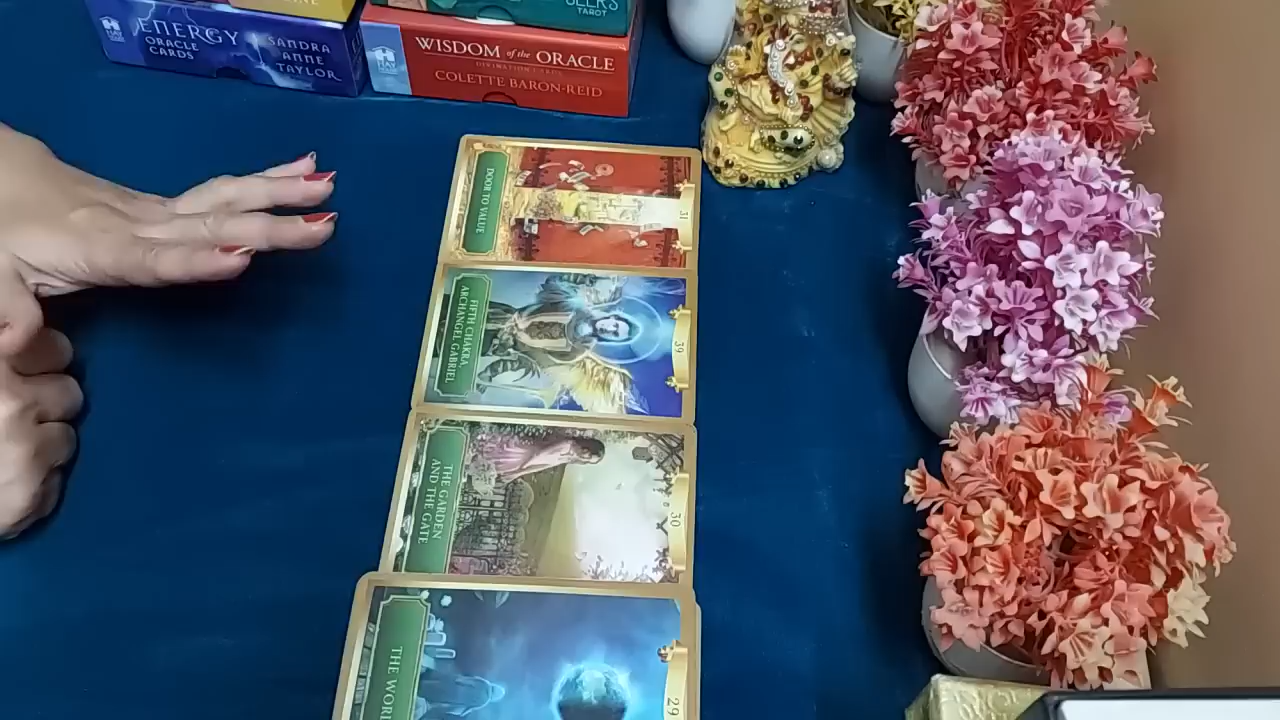 ENERGY
ORACLE
CARDS
SANDRA
ANNE
TAYLOR
TAROT
WISDOM of the ORACLE
DIVINATION CARDS
COLETTE BARON-REID
DOOR TO VALUE
31
FIFTH CHAKRA
ARCHANGEL GABRIEL
39
THE GARDEN
AND THE GATE
30
THE
29